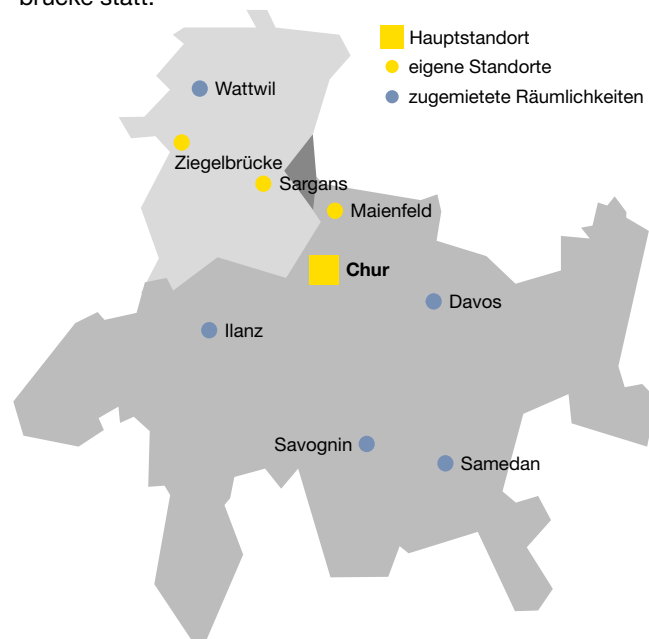 brücke statt.
Hauptstandort
eigene Standorte
zugemietete Räumlichkeiten
Wattwil
Ziegelbrücke
Sargans
Maienfeld
Chur
Davos
Ilanz
Savognin
Samedan